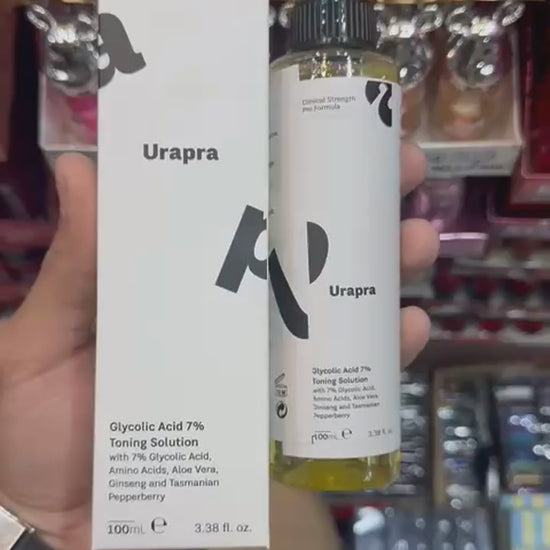 Urapra
Glycolic Acid 7%
Toning Solution
with 7% Glycolic Acid,
Amino Acids, Aloe Vera,
Ginseng and Tasmanian
Pepperberry
100mL ℮ 3.38 fl. oz.
Clinical Strength
Pro Formula
Urapra
Glycolic Acid 7%
Toning Solution
with 7% Glycolic Acid,
Amino Acids, Aloe Vera,
Ginseng and Tasmanian
Pepperberry
100mL ℮ 3.38 fl.